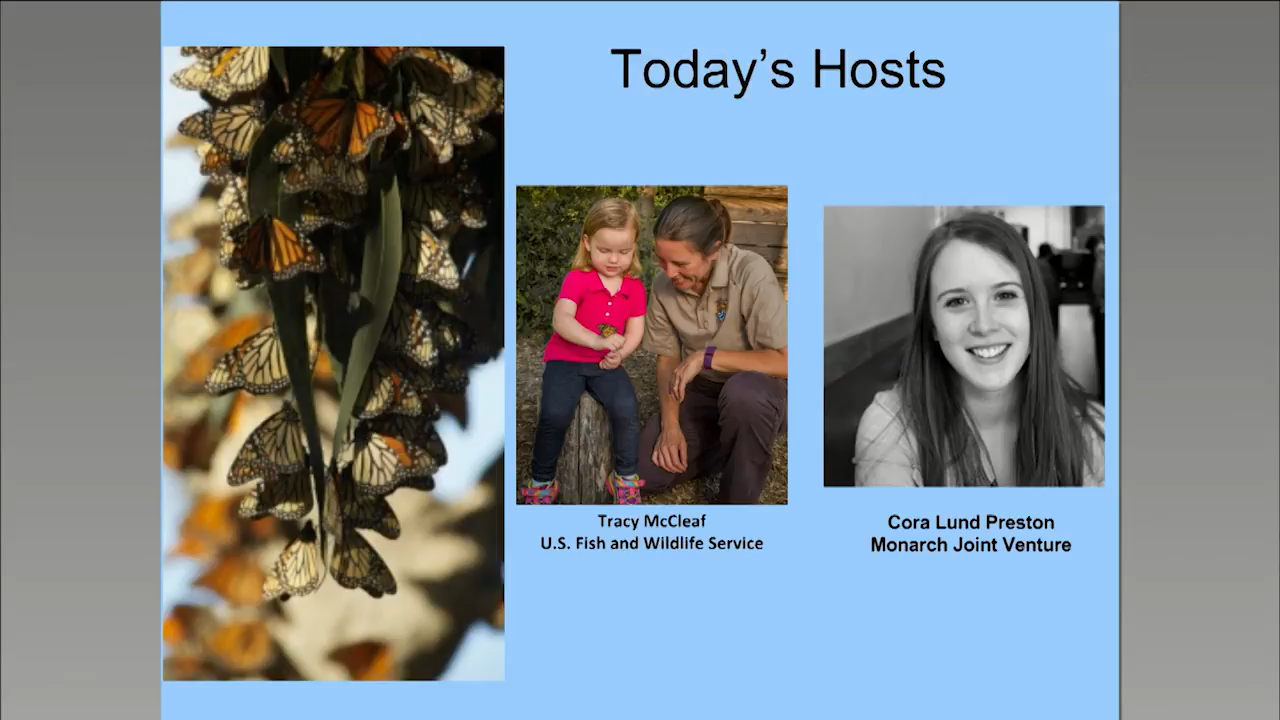 Today’s Hosts
Tracy McCleaf
U.S. Fish and Wildlife Service
Cora Lund Preston
Monarch Joint Venture